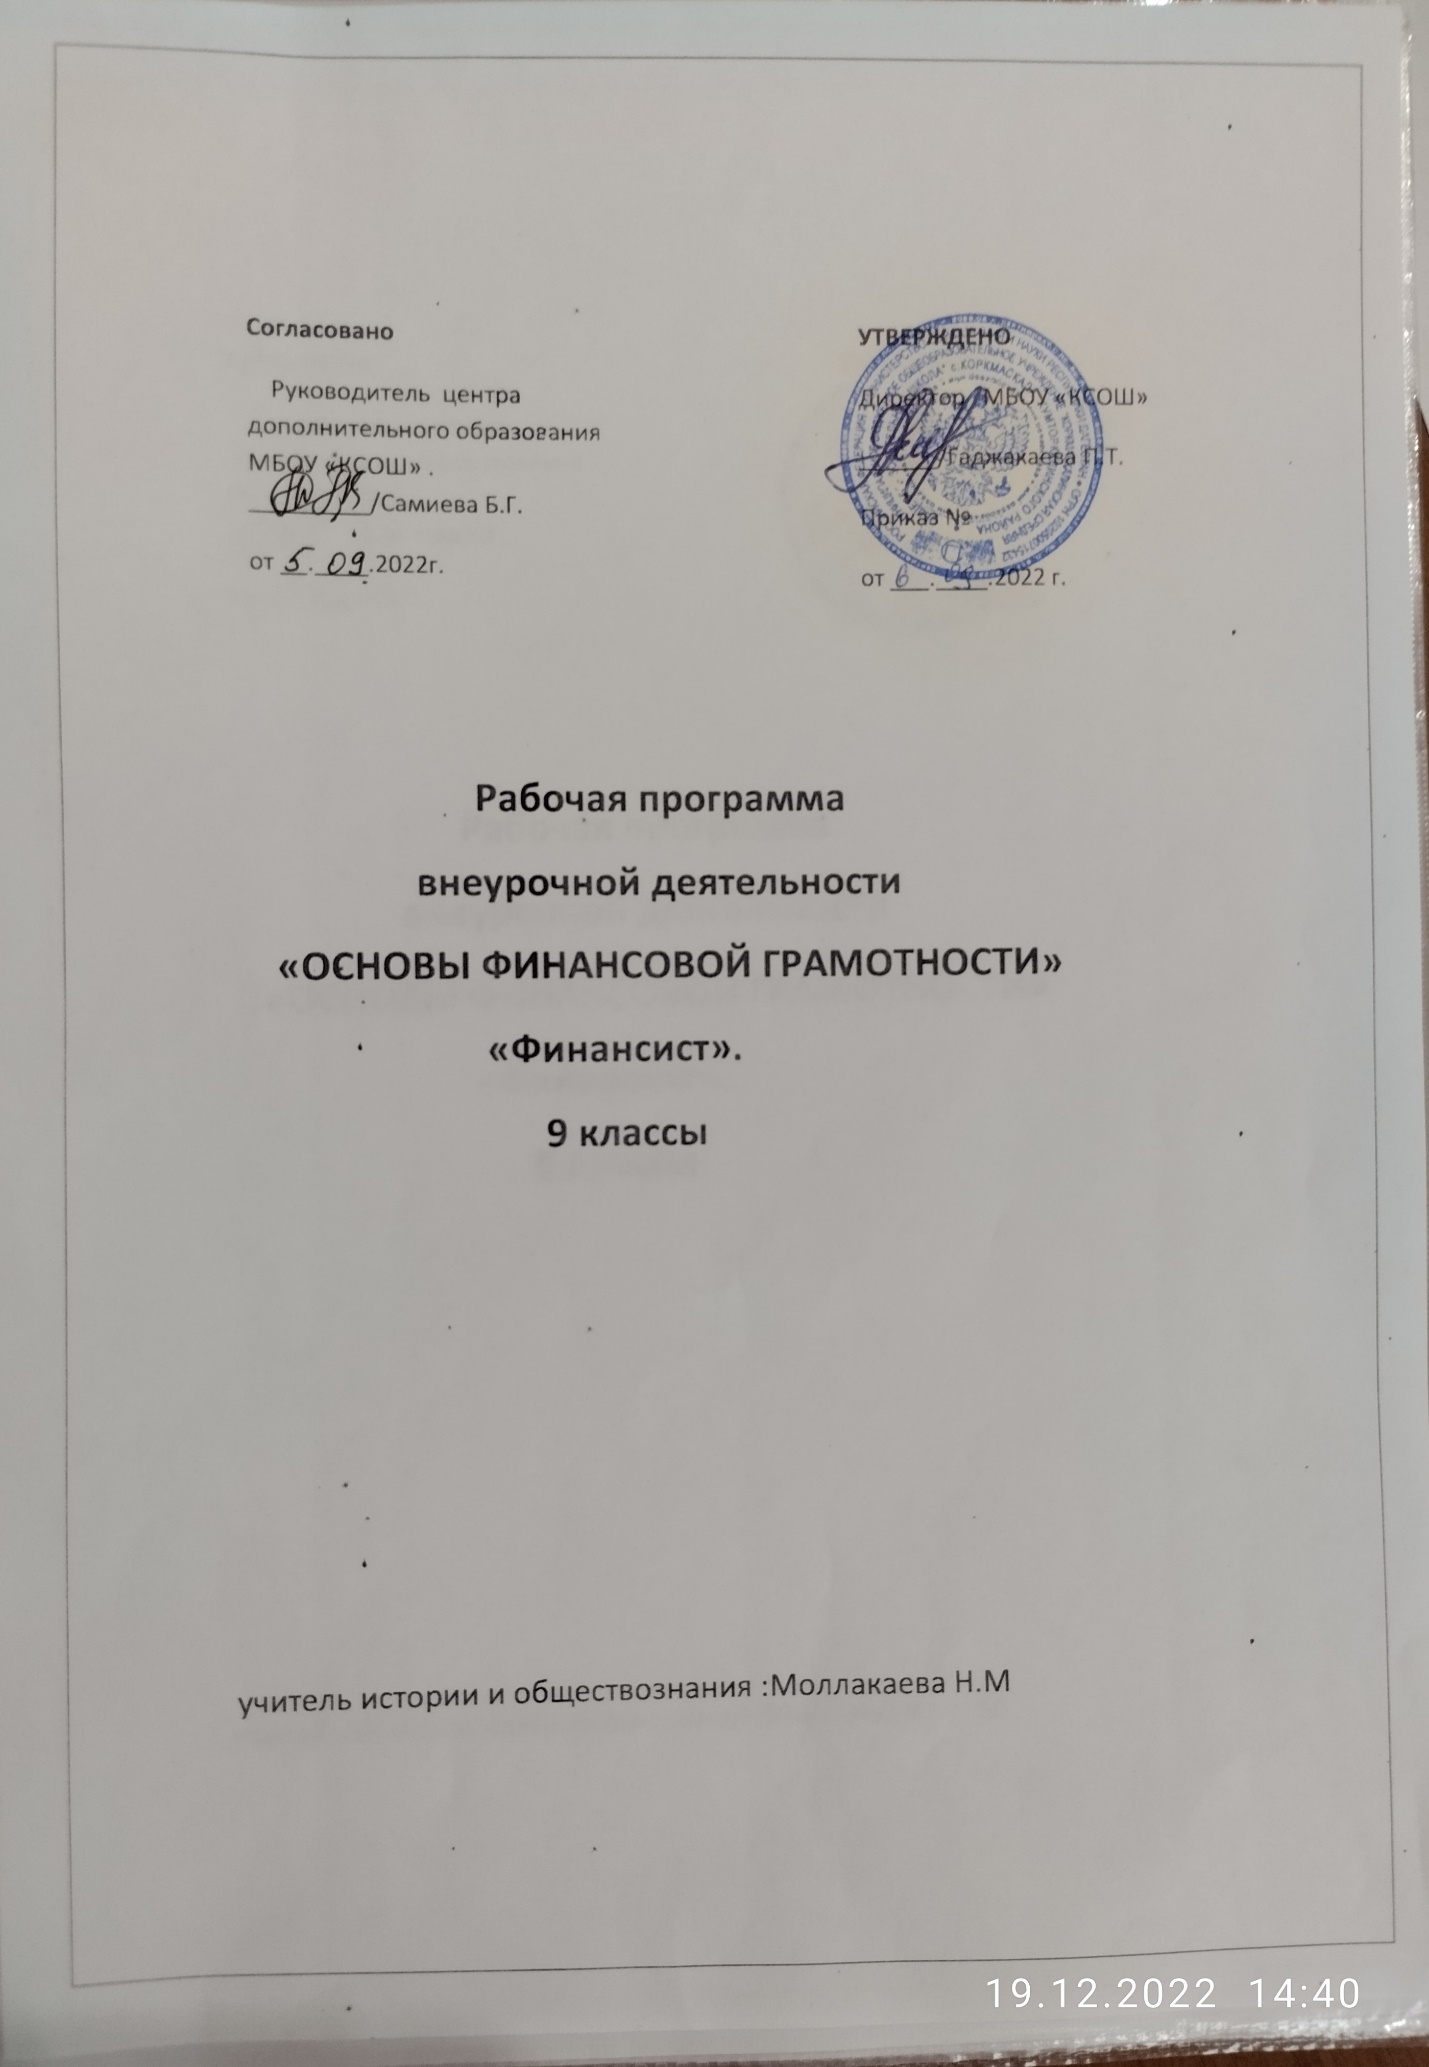 Согласовано
Руководитель центра
дополнительного образования
МБОУ «КСОШ» .
/Самиева Б.Г.
от 5. 09.2022г.
УТВЕРЖДЕНО
Директор МБОУ «КСОШ»
/Гаджакаева П.Т.
Приказ №
от 6.09.2022 г.
Рабочая программа
внеурочной деятельности
«ОСНОВЫ ФИНАНСОВОЙ ГРАМОТНОСТИ»
«Финансист».
9 классы
учитель истории и обществознания :Моллакаева Н.М
19.12.2022 14:40